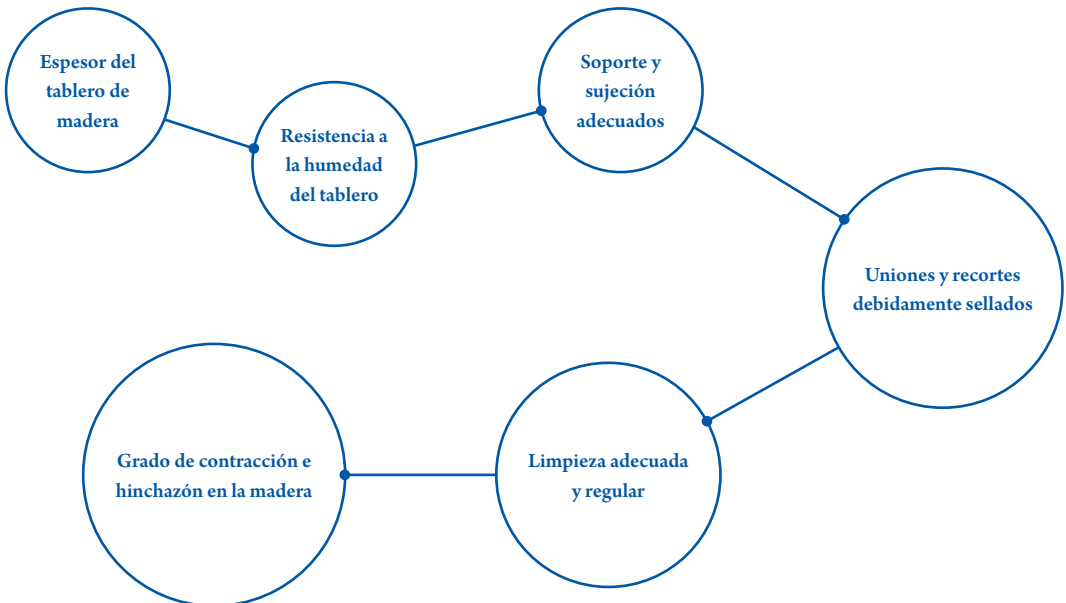 Espesor del
tablero de
madera
Resistencia a
la humedad
del tablero
Soporte y
sujeción
adecuados
Uniones y recortes
debidamente sellados
Limpieza adecuada
y regular
Grado de contracción e
hinchazón en la madera